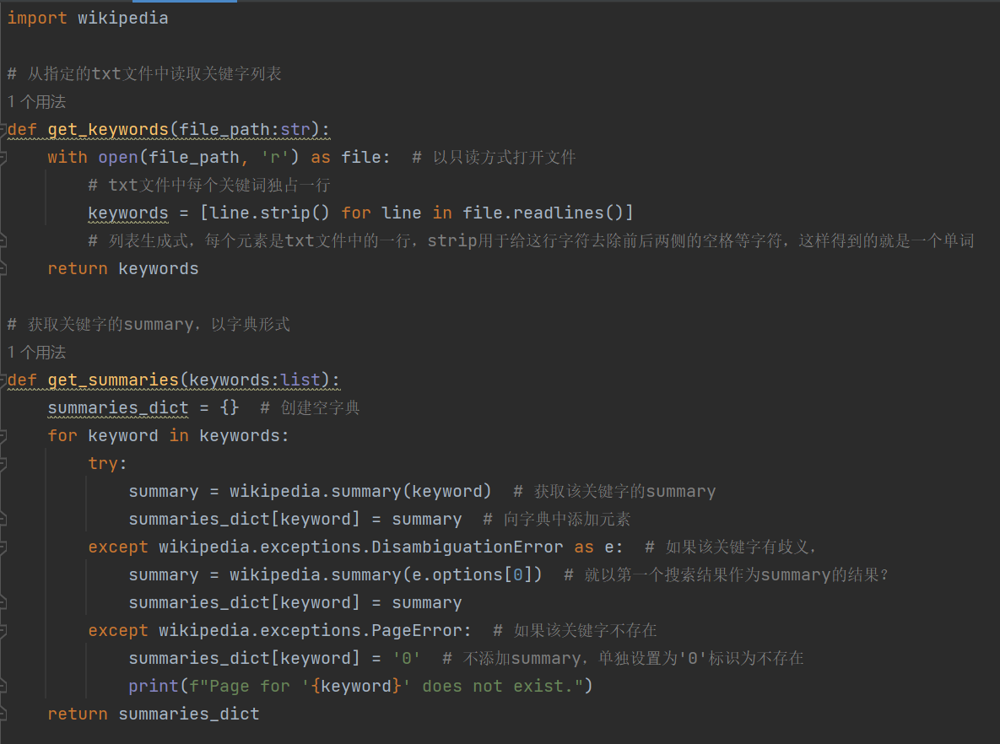 import wikipedia
# 从指定的txt文件中读取关键字列表
1 个用法
def get_keywords(file_path:str):
    with open(file_path, 'r') as file:  # 以只读方式打开文件
        # txt文件中每个关键词独占一行
        keywords = [line.strip() for line in file.readlines()]
        # 列表生成式，每个元素是txt文件中的一行，strip用于给这行字符去除前后两侧的空格等字符，这样得到的就是一个单词
    return keywords
# 获取关键字的summary，以字典形式
1 个用法
def get_summaries(keywords:list):
    summaries_dict = {}  # 创建空字典
    for keyword in keywords:
        try:
            summary = wikipedia.summary(keyword)  # 获取该关键字的summary
            summaries_dict[keyword] = summary  # 向字典中添加元素
        except wikipedia.exceptions.DisambiguationError as e:  # 如果该关键字有歧义，
            summary = wikipedia.summary(e.options[0])  # 就以第一个搜索结果作为summary的结果？
            summaries_dict[keyword] = summary
        except wikipedia.exceptions.PageError:  # 如果该关键字不存在
            summaries_dict[keyword] = '0'  # 不添加summary，单独设置为'0'标识为不存在
            print(f"Page for '{keyword}' does not exist.")
    return summaries_dict